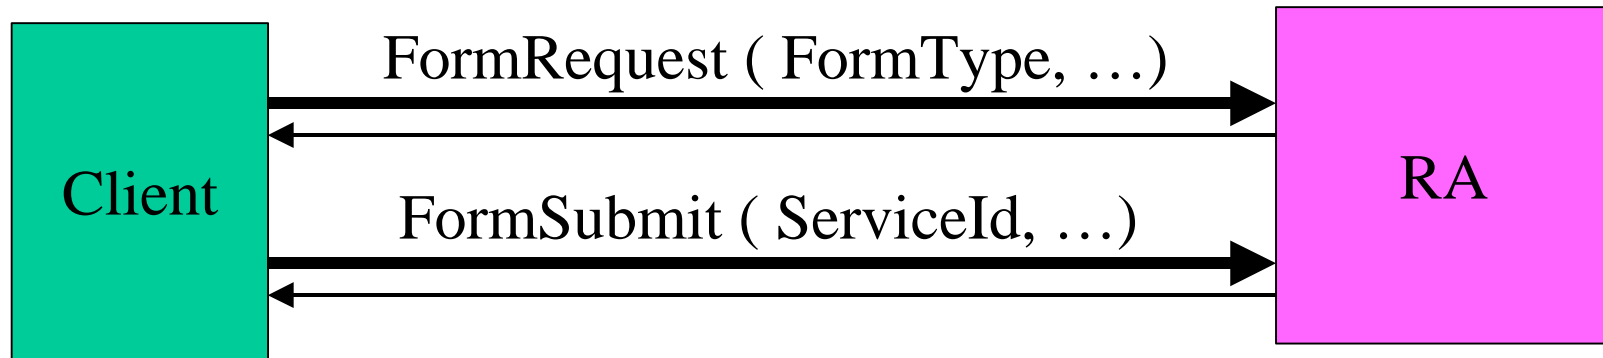 FormRequest ( FormType, …)
Client
RA
FormSubmit ( ServiceId, …)